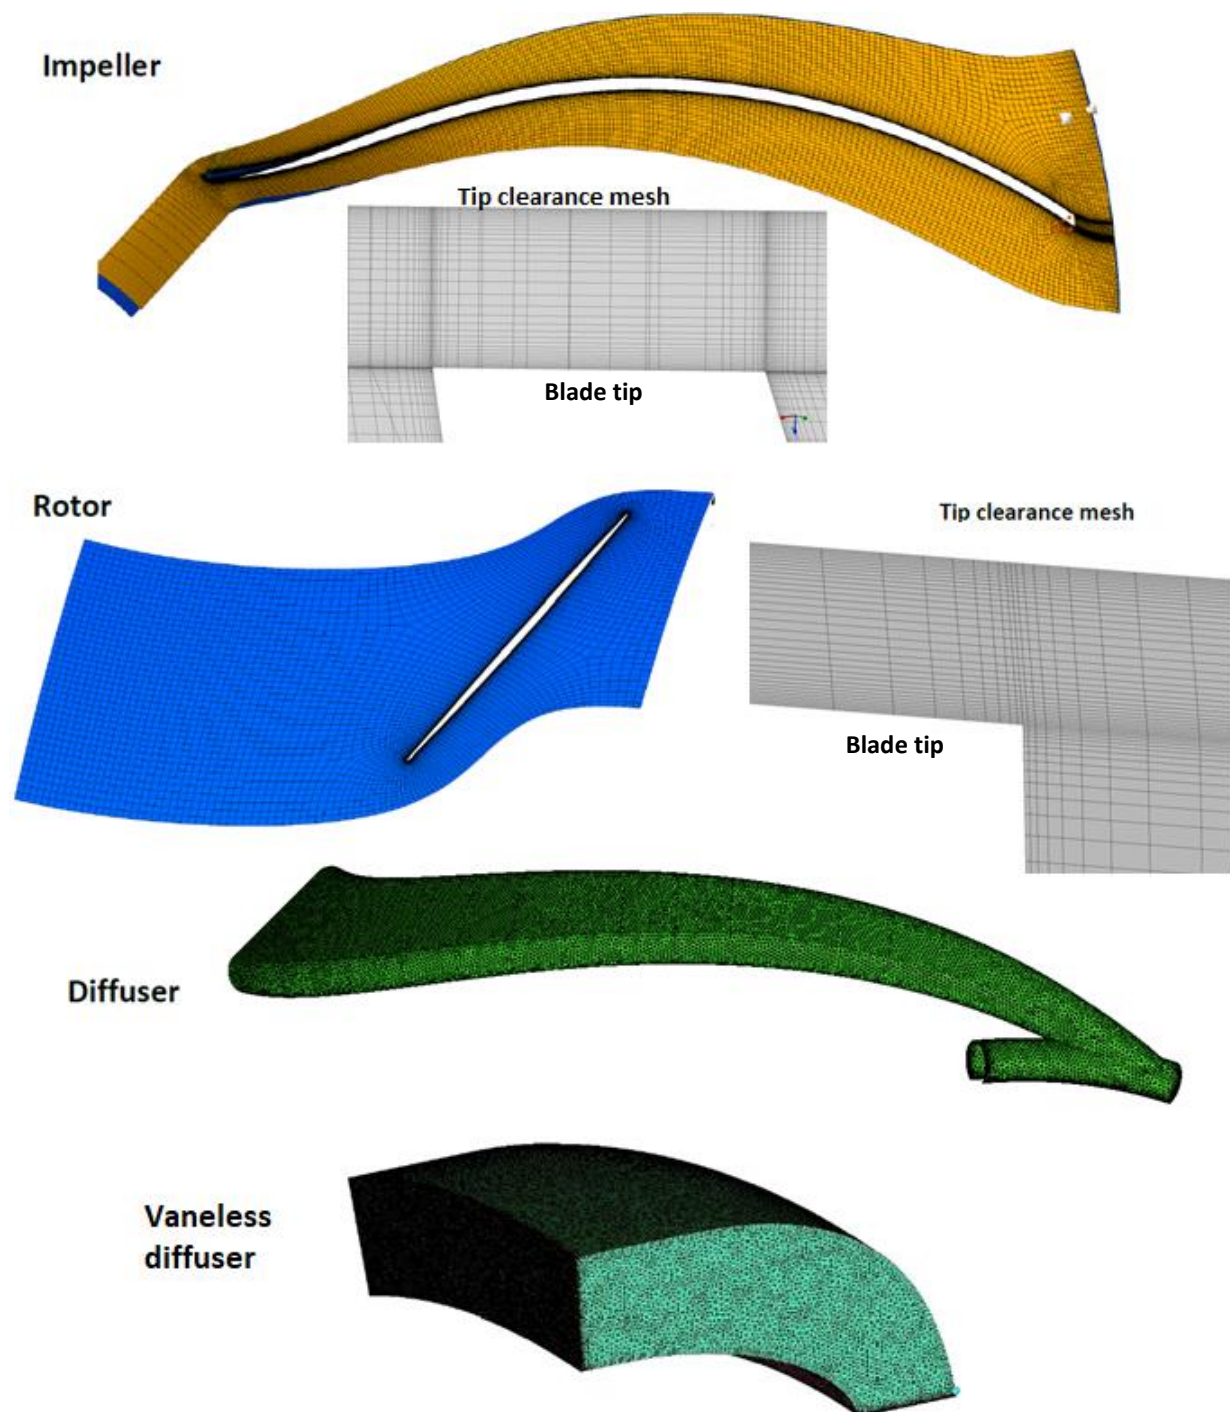 Impeller
Tip clearance mesh
Blade tip
Rotor
Tip clearance mesh
Blade tip
Diffuser
Vaneless
diffuser